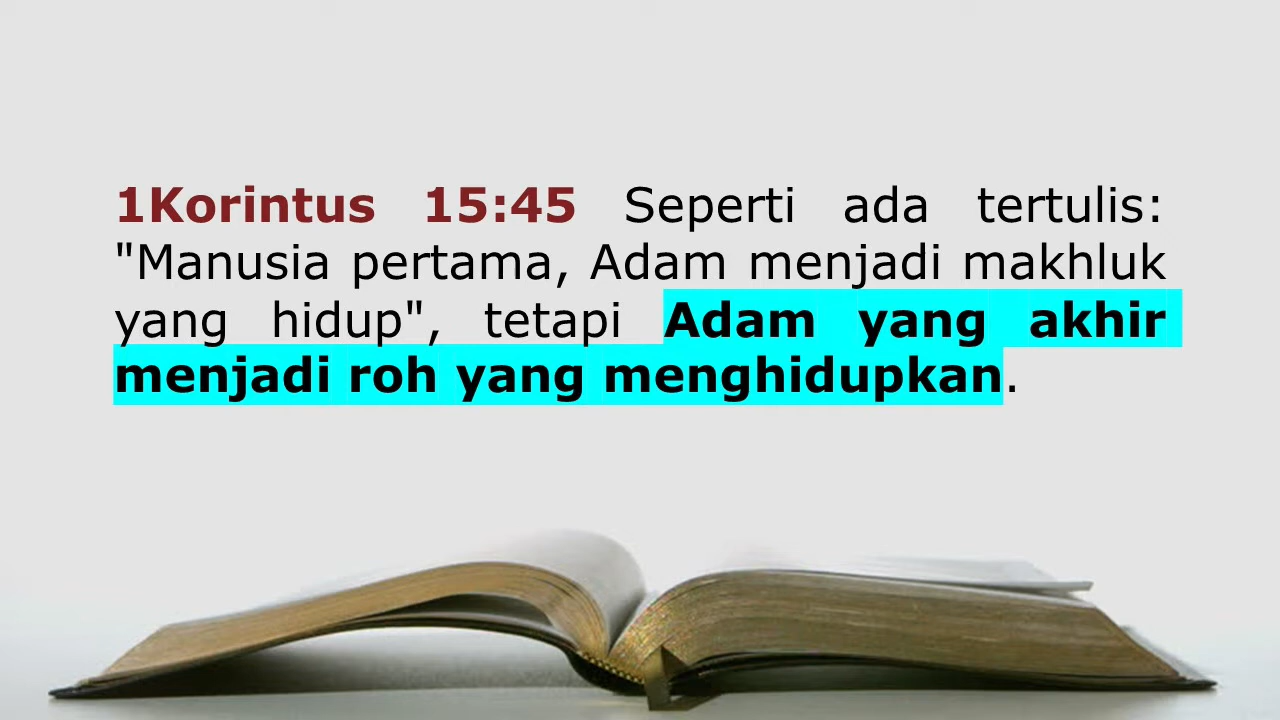 1Korintus 15:45 Seperti ada tertulis:
"Manusia pertama, Adam menjadi makhluk
yang hidup", tetapi Adam yang akhir
menjadi roh yang menghidupkan.